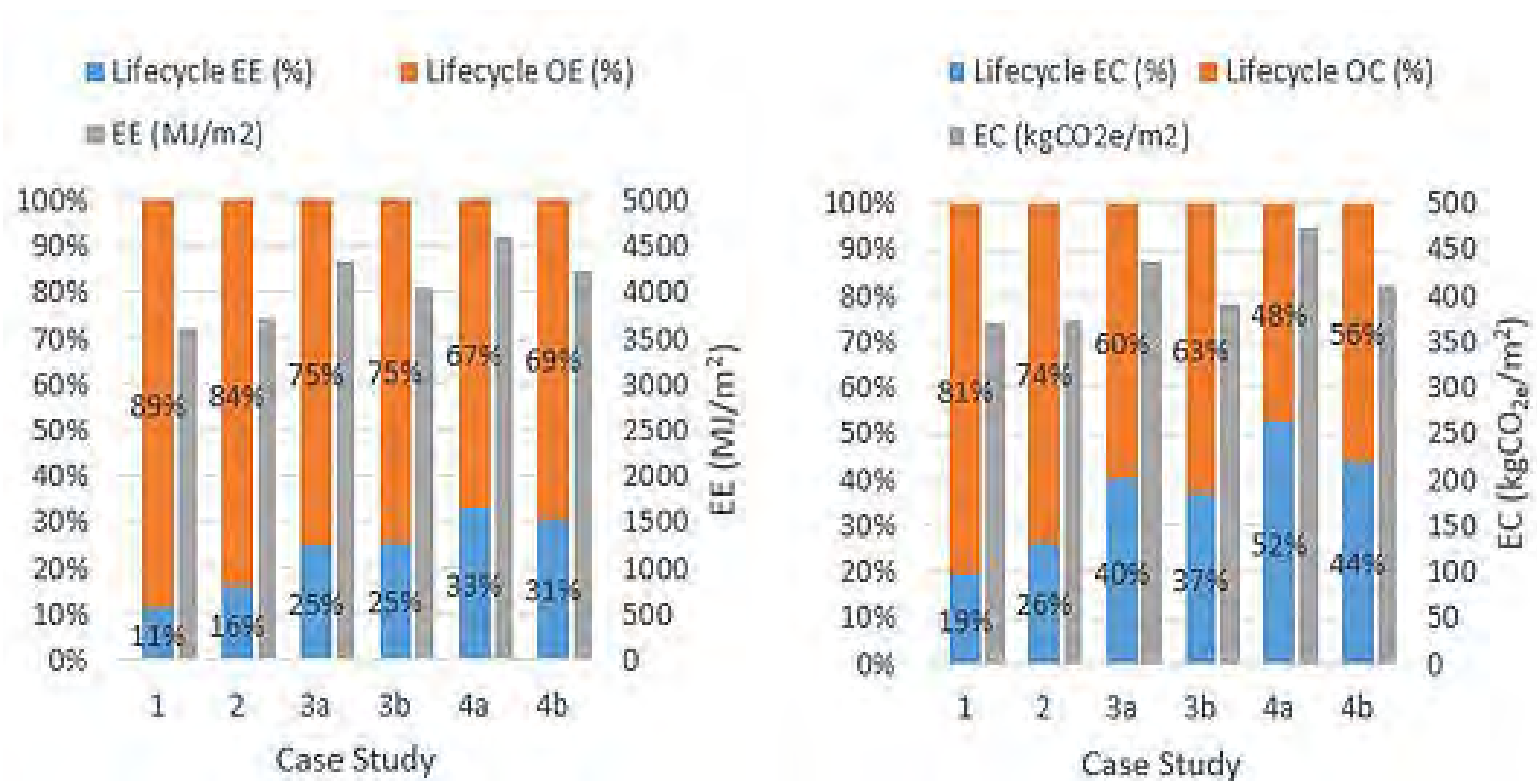 Lifecycle EE (%) Lifecycle OE (%)
EE (MJ/m2)
100% 5000
90% 4500
80% 4000
70% 3500
60% 3000
50% 2500
40% 2000
30% 1500
20% 1000
10% 500
0% 0
89% 84% 75% 75% 67% 69%
11% 16% 25% 25% 33% 31%
EE (MJ/m²)
1 2 3a 3b 4a 4b
Case Study
Lifecycle EC (%) Lifecycle OC (%)
EC (kgCO2e/m2)
100% 500
90% 450
80% 400
70% 350
60% 300
50% 250
40% 200
30% 150
20% 100
10% 50
0% 0
81% 74% 60% 63% 48% 56%
19% 26% 40% 37% 52% 44%
EC (kgCO₂ₑ/m²)
1 2 3a 3b 4a 4b
Case Study